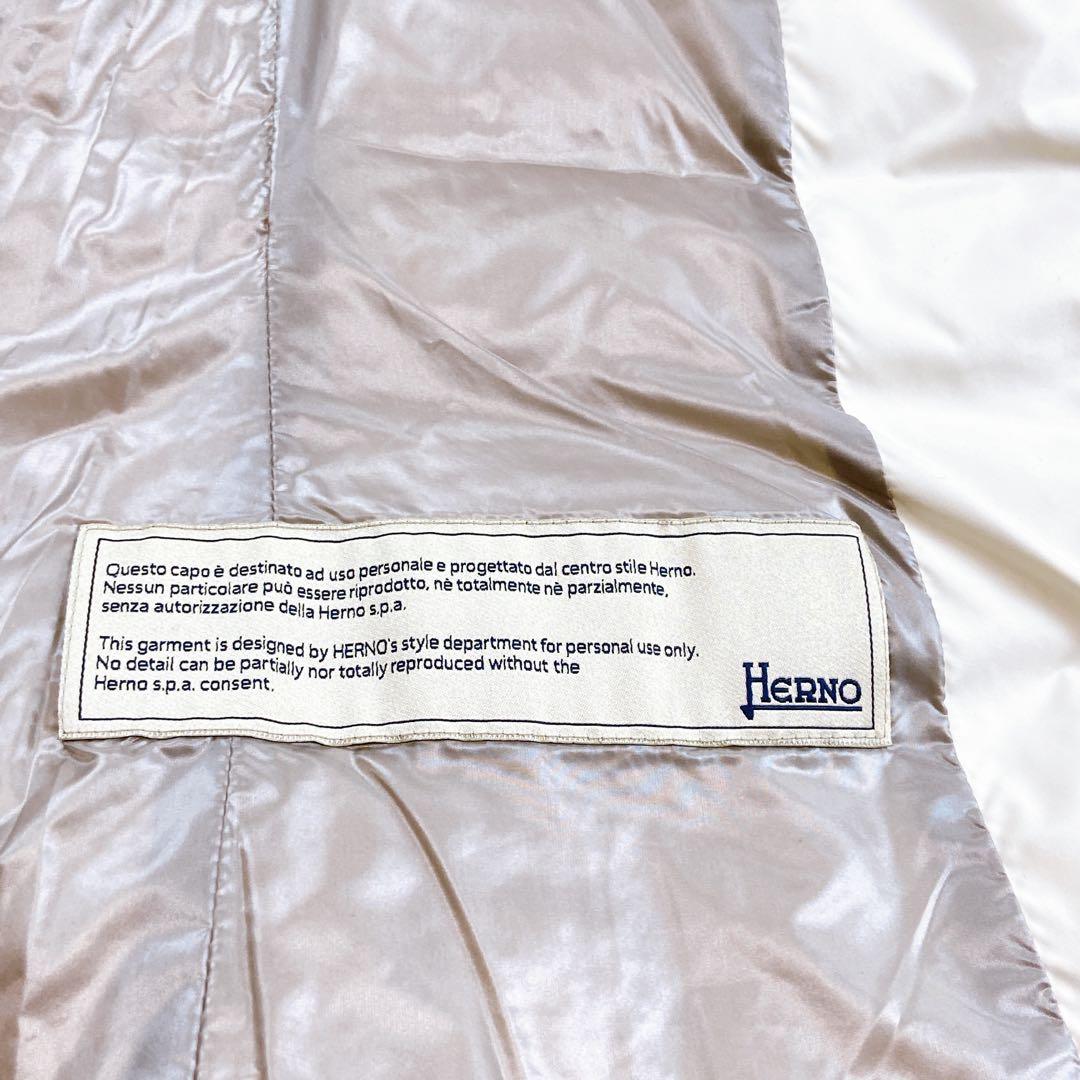 Questo capo è destinato ad uso personale e progettato dal centro stile Herno.
Nessun particolare può essere riprodotto, nè totalmente nè parzialmente,
senza autorizzazione della Herno s.p.a.
This garment is designed by HERNO's style department for personal use only.
No detail can be partially nor totally reproduced without the
Herno s.p.a. consent.
HERNO